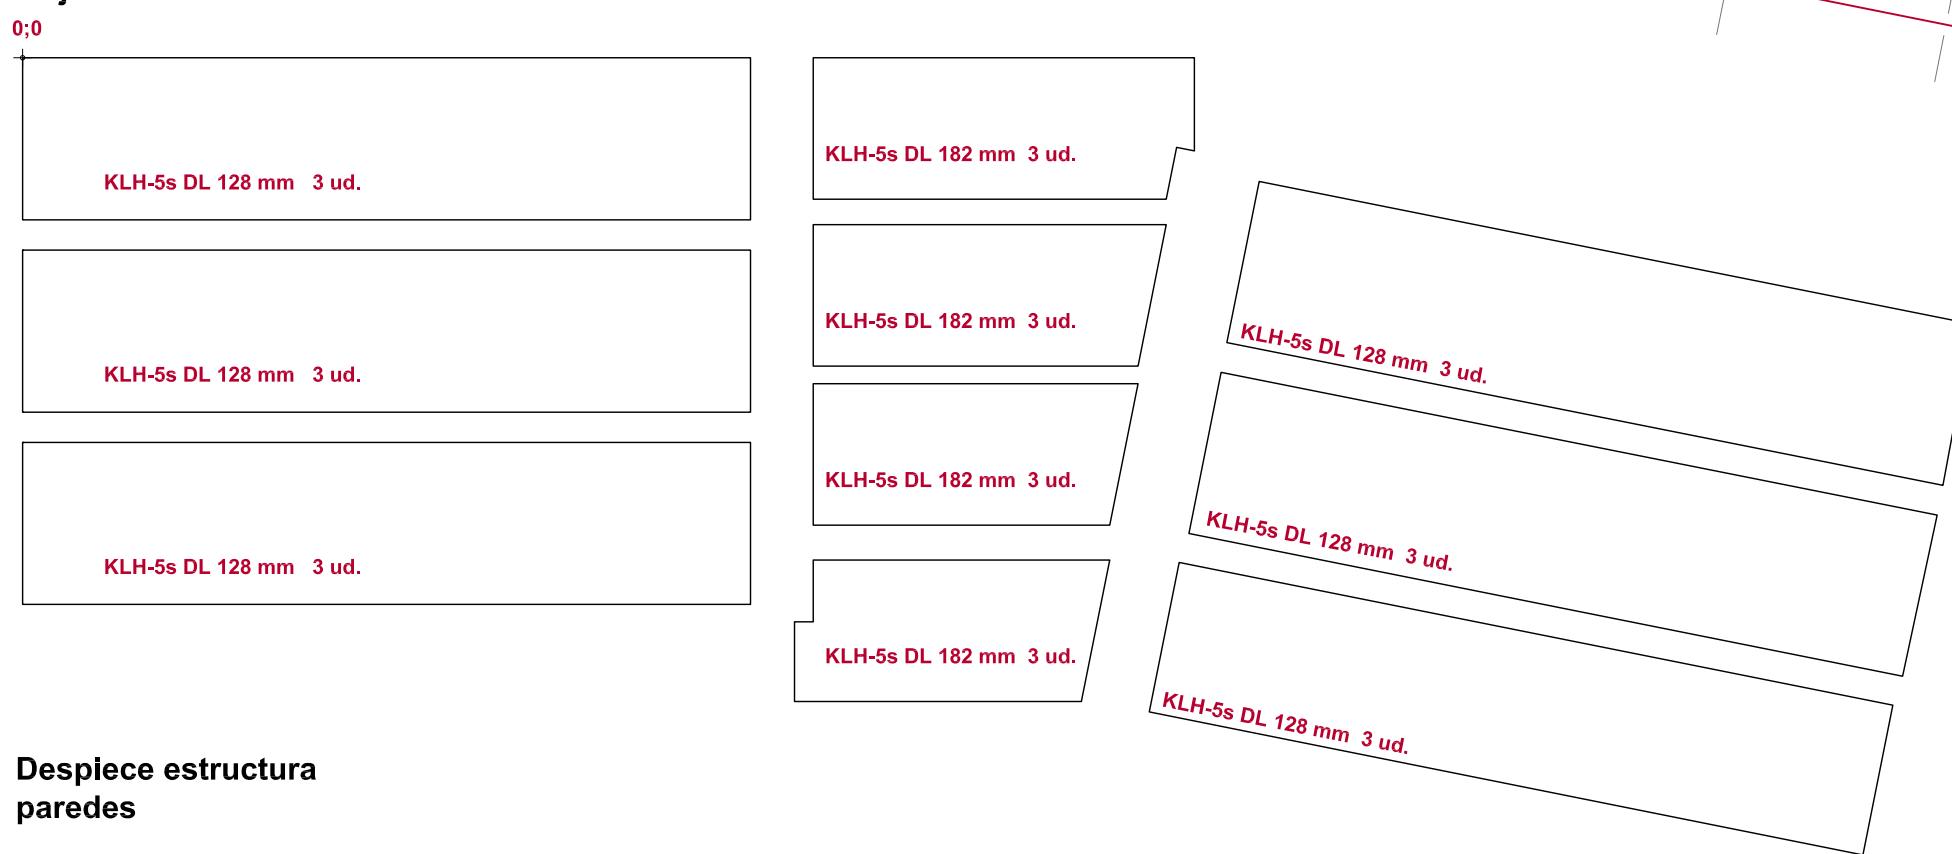 0;0
KLH-5s DL 128 mm 3 ud.
KLH-5s DL 128 mm 3 ud.
KLH-5s DL 128 mm 3 ud.
KLH-5s DL 182 mm 3 ud.
KLH-5s DL 182 mm 3 ud.
KLH-5s DL 182 mm 3 ud.
KLH-5s DL 182 mm 3 ud.
KLH-5s DL 128 mm 3 ud.
KLH-5s DL 128 mm 3 ud.
KLH-5s DL 128 mm 3 ud.
Despiece estructura
paredes